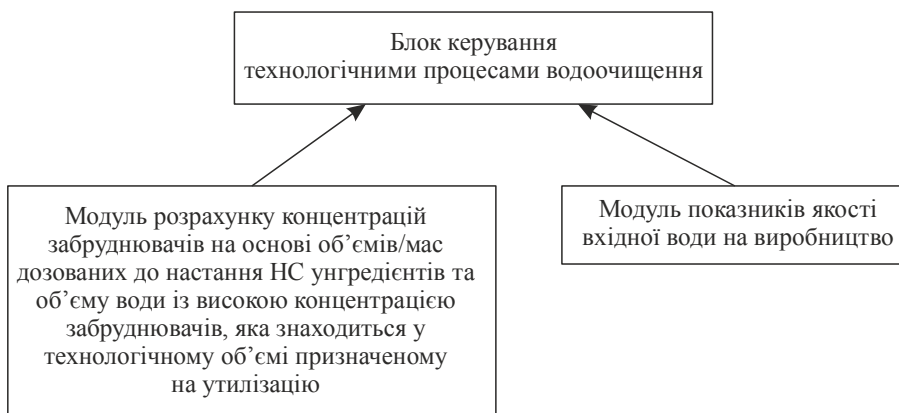 Блок керування
технологічними процесами водоочищення
Модуль розрахунку концентрацій
забруднювачів на основі об’ємів/мас
дозованих до настання НС унгредієнтів та
об’єму води із високою концентрацією
забруднювачів, яка знаходиться у
технологічному об’ємі призначеному
на утилізацію
Модуль показників якості
вхідної води на виробництво